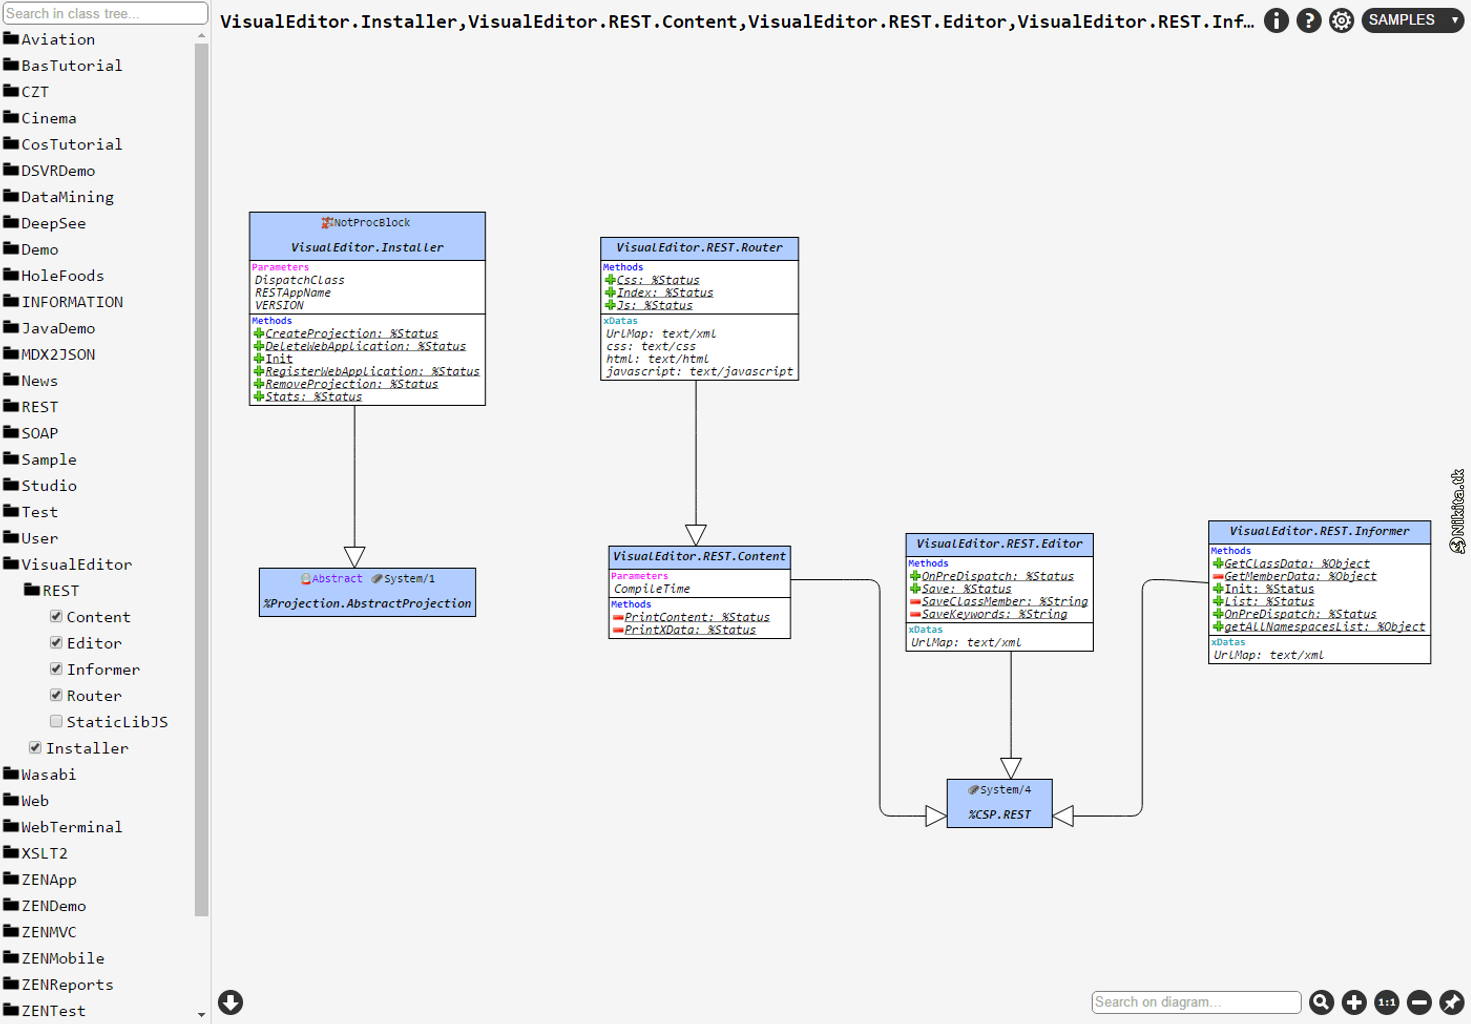 Search in class tree...
Aviation
BasTutorial
CZT
Cinema
CosTutorial
DSVRDemo
DataMining
DeepSee
Demo
HoleFoods
INFORMATION
JavaDemo
MDX2JSON
News
REST
SOAP
Sample
Studio
Test
User
VisualEditor
REST
Content
Editor
Informer
Router
StaticLibJS
Installer
Wasabi
Web
WebTerminal
XSLT2
ZENApp
ZENDemo
ZENMVC
ZENMobile
ZENReports
ZENTest
VisualEditor.Installer,VisualEditor.REST.Content,VisualEditor.REST.Editor,VisualEditor.REST.Inf…
SAMPLES
NotProcBlock
VisualEditor.Installer
Parameters
DispatchClass
RESTAppName
VERSION
Methods
CreateProjection: %Status
DeleteWebApplication: %Status
Init
RegisterWebApplication: %Status
RemoveProjection: %Status
Stats: %Status
Abstract System/1
%Projection.AbstractProjection
VisualEditor.REST.Router
Methods
Css: %Status
Index: %Status
Js: %Status
xDatas
UrlMap: text/xml
css: text/css
html: text/html
javascript: text/javascript
VisualEditor.REST.Content
Parameters
CompileTime
Methods
PrintContent: %Status
PrintXData: %Status
VisualEditor.REST.Editor
Methods
OnPreDispatch: %Status
Save: %Status
SaveClassMember: %String
SaveKeywords: %String
xDatas
UrlMap: text/xml
VisualEditor.REST.Informer
Methods
GetClassData: %Object
GetMemberData: %Object
Init: %Status
List: %Status
OnPreDispatch: %Status
getAllNamespacesList: %Object
xDatas
UrlMap: text/xml
System/4
%CSP.REST
Nikita.tk
Search on diagram...
1:1